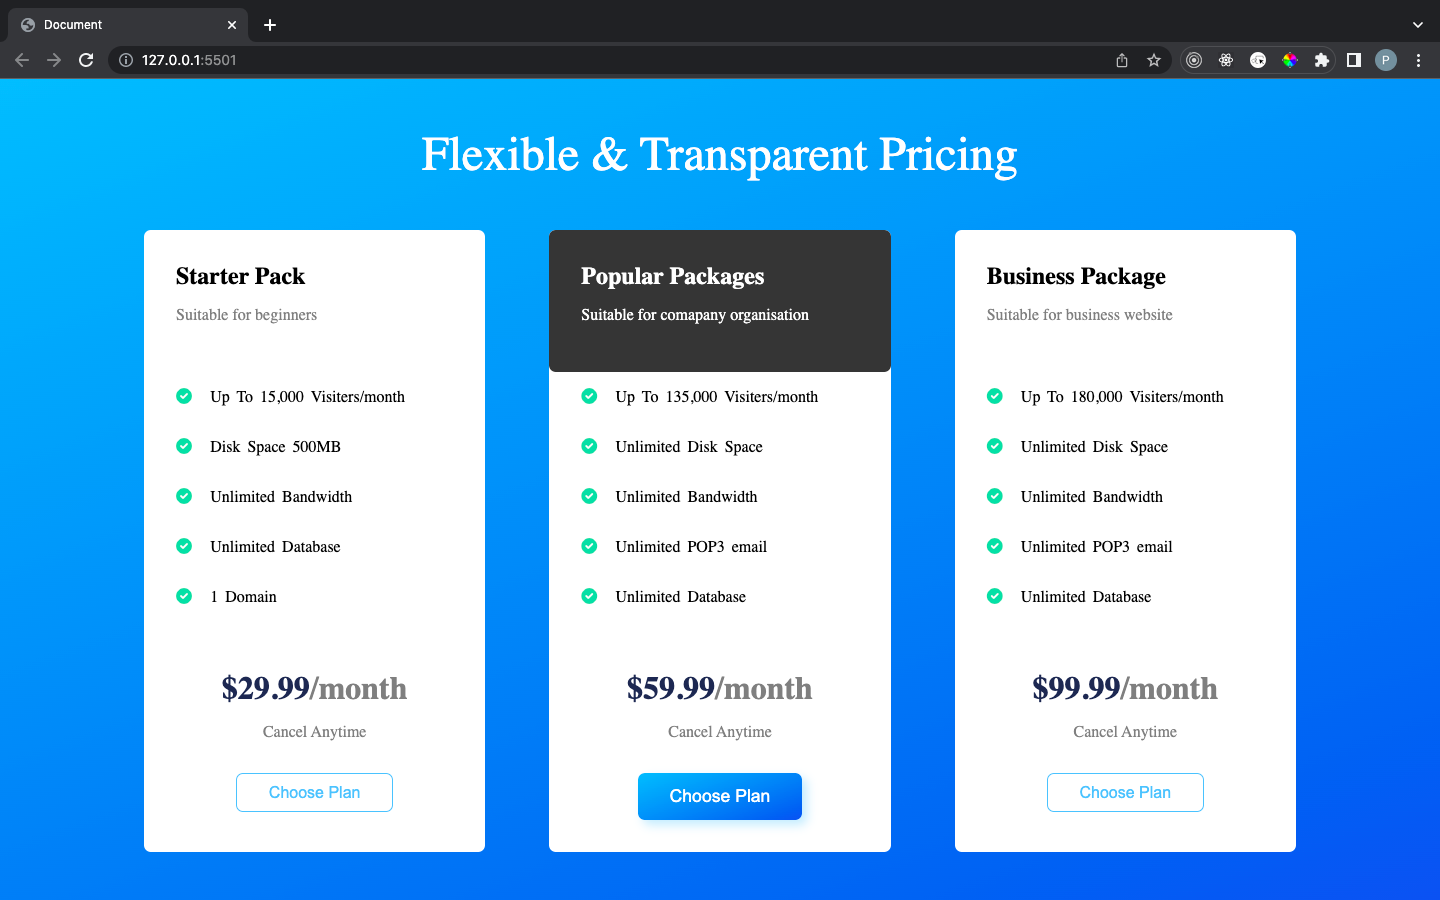 Document
127.0.0.1:5501
P
Flexible & Transparent Pricing
Starter Pack
Suitable for beginners
Up To 15,000 Visiters/month
Disk Space 500MB
Unlimited Bandwidth
Unlimited Database
1 Domain
$29.99/month
Cancel Anytime
Choose Plan
Popular Packages
Suitable for comapany organisation
Up To 135,000 Visiters/month
Unlimited Disk Space
Unlimited Bandwidth
Unlimited POP3 email
Unlimited Database
$59.99/month
Cancel Anytime
Choose Plan
Business Package
Suitable for business website
Up To 180,000 Visiters/month
Unlimited Disk Space
Unlimited Bandwidth
Unlimited POP3 email
Unlimited Database
$99.99/month
Cancel Anytime
Choose Plan